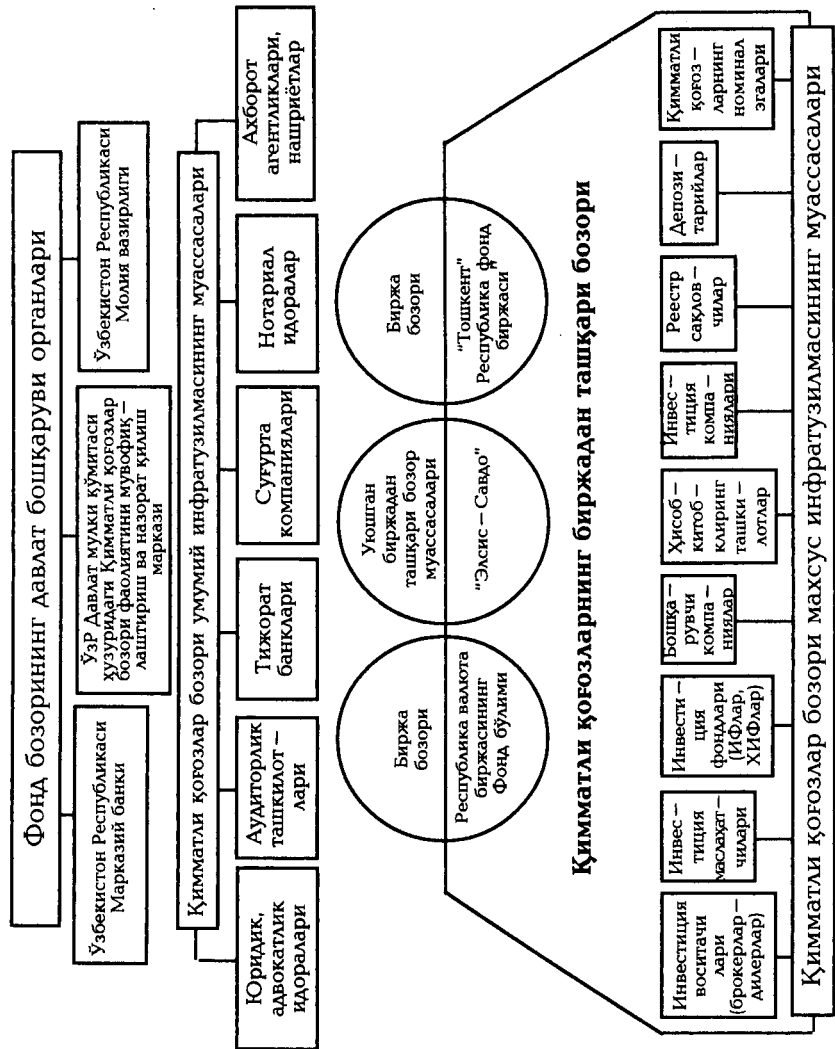 Фонд бозорининг давлат бошқаруви органлари
Ўзбекистон Республикаси
Марказий банки
ЎзР Давлат мулки қўмитаси
ҳузуридаги Қимматли қоғозлар
бозори фаолиятини мувофиқ—
лаштириш ва назорат қилиш
маркази
Ўзбекистон Республикаси
Молия вазирлиги
Қимматли қоғозлар бозори умумий инфратузилмасининг муассасалари
Юридик,
адвокатлик
идоралари
Аудиторлик
ташкилот—
лари
Тижорат
банклари
Суғурта
компаниялари
Нотариал
идоралар
Ахборот
агентликлари,
нашриётлар
Биржа
бозори
Республика валюта
биржасининг
Фонд бўлими
Уюшган
биржадан
ташқари бозор
муассасалари
"Элсис—Савдо"
Биржа
бозори
"Тошкент"
Республика фонд
биржаси
Қимматли қоғозларнинг биржадан ташқари бозори
Инвестиция
воситачи
лари
(брокерлар—
дилерлар)
Инвес—
тиция
маслаҳат—
чилари
Инвести—
ция
фондлари
(ИФлар,
ХИФлар)
Бошқа—
рувчи
компа—
ниялар
Ҳисоб—
китоб—
клиринг
ташки—
лотлар
Инвес—
тиция
компа—
ниялари
Реестр
сақлов—
чилар
Депози—
тарийлар
Қимматли
қоғоз—
ларнинг
номинал
эгалари
Қимматли қоғозлар бозори махсус инфратузилмасининг муассасалари